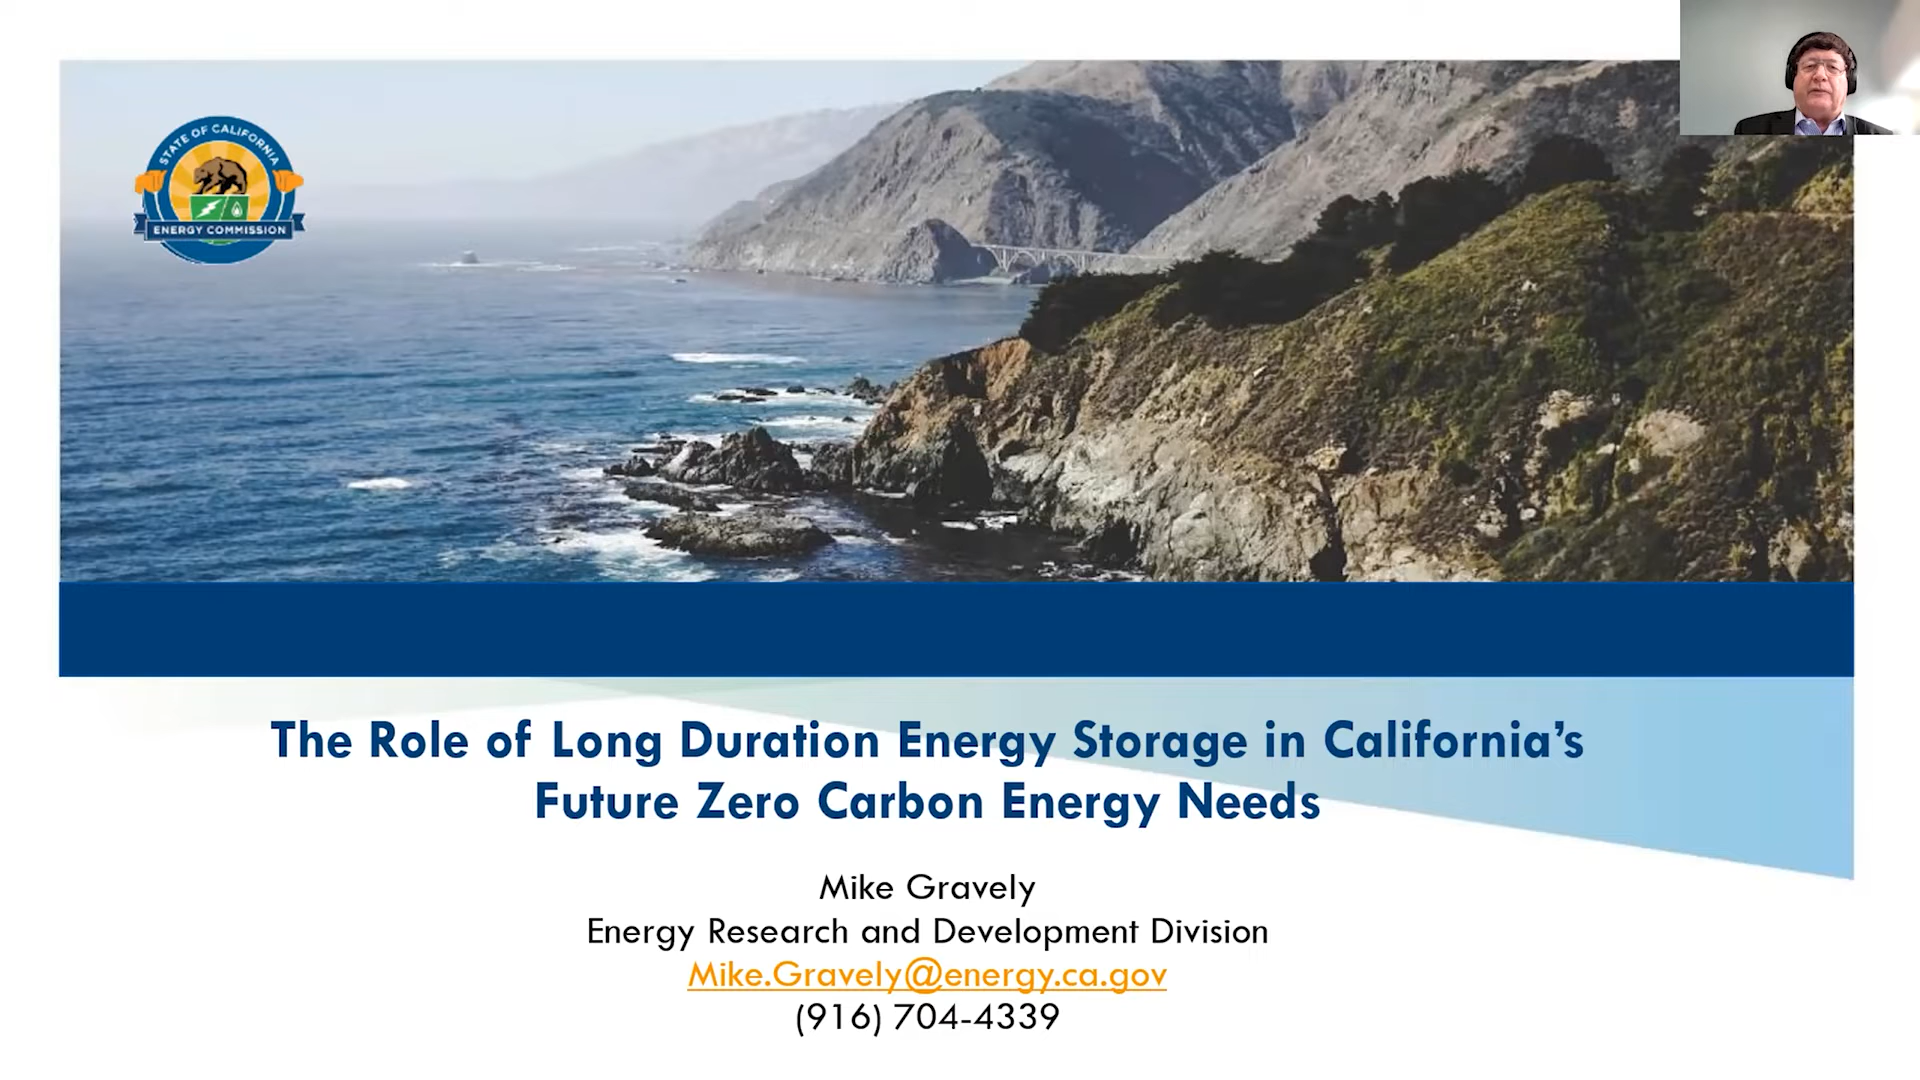 STATE OF CALIFORNIA
ENERGY COMMISSION
The Role of Long Duration Energy Storage in California’s
Future Zero Carbon Energy Needs
Mike Gravely
Energy Research and Development Division
Mike.Gravely@energy.ca.gov
(916) 704-4339